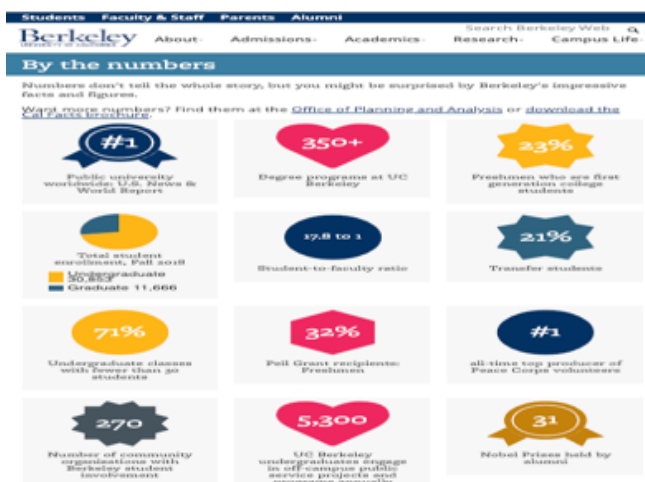 Students Faculty & Staff Parents Alumni
Search Berkeley Web
Berkeley About Admissions Academics Research Campus Life
UNIVERSITY OF CALIFORNIA
By the numbers
Numbers don't tell the whole story, but you might be surprised by Berkeley's impressive
facts and figures.
Want more numbers? Find them at the Office of Planning and Analysis or download the
Cal Facts brochure.
#1
Public university
worldwide: U.S. News &
World Report
350+
Degree programs at UC
Berkeley
23%
Freshmen who are first
generation college
students
Total student
enrollment, Fall 2018
Undergraduate
30,853
Graduate 11,666
17.8 to 1
Student-to-faculty ratio
21%
Transfer students
71%
Undergraduate classes
with fewer than 30
students
32%
Pell Grant recipients:
Freshmen
#1
all-time top producer of
Peace Corps volunteers
270
Number of community
organizations with
Berkeley student
involvement
5,300
UC Berkeley
undergraduates engage
in off-campus public
service projects and
programs annually
31
Nobel Prizes held by
alumni